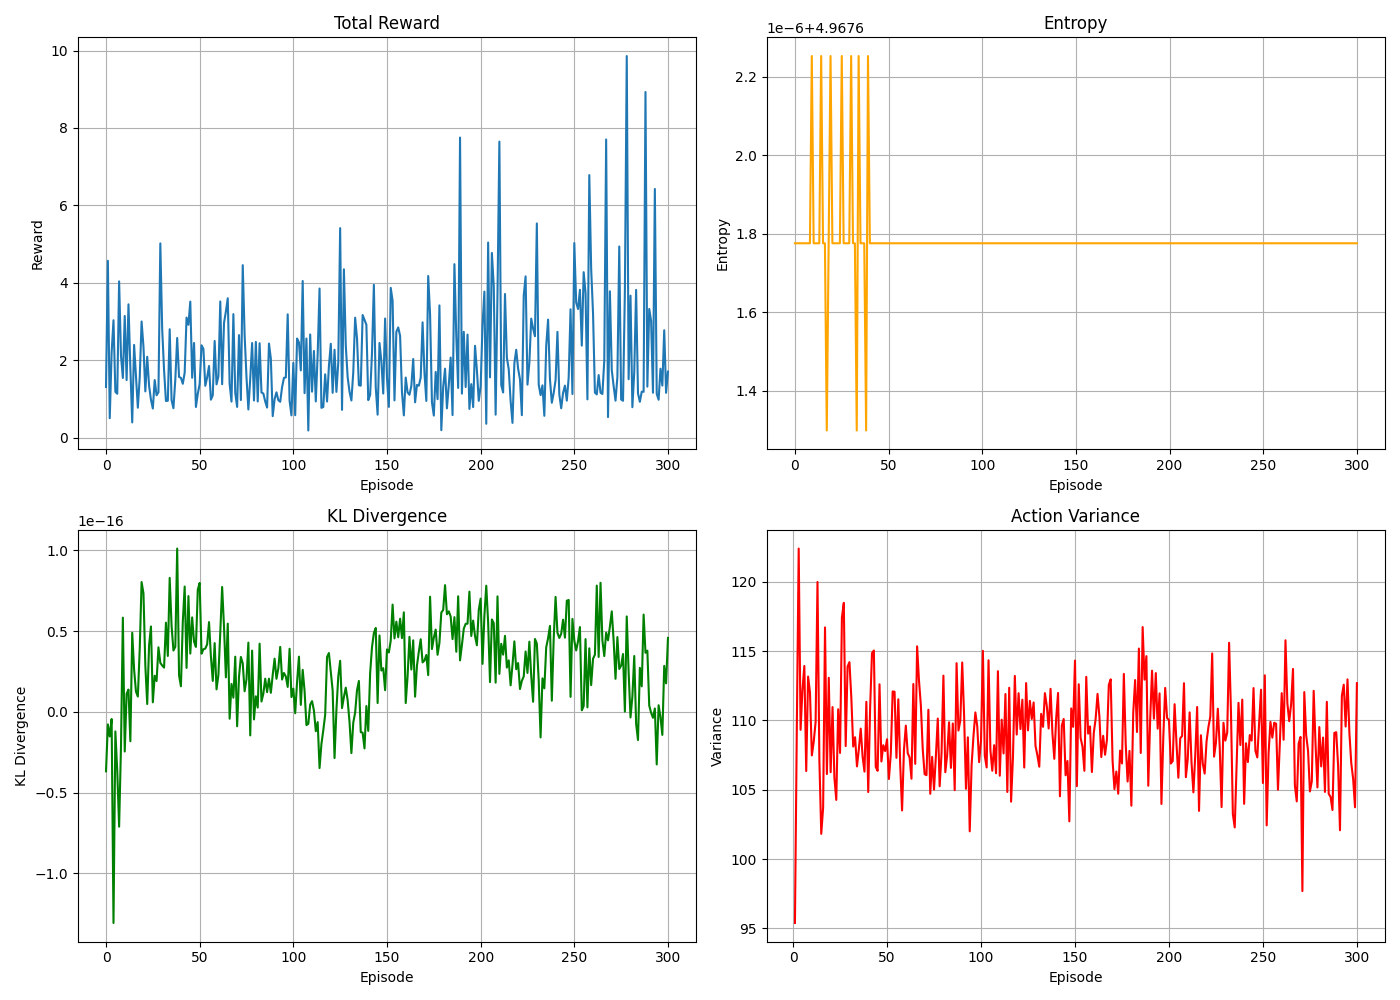 Total Reward
10
8
6
4
2
0
Reward
0 50 100 150 200 250 300
Episode
Entropy
1e−6+4.9676
2.2
2.0
1.8
1.6
1.4
Entropy
0 50 100 150 200 250 300
Episode
KL Divergence
1e−16
1.0
0.5
0.0
−0.5
−1.0
KL Divergence
0 50 100 150 200 250 300
Episode
Action Variance
120
115
110
105
100
95
Variance
0 50 100 150 200 250 300
Episode